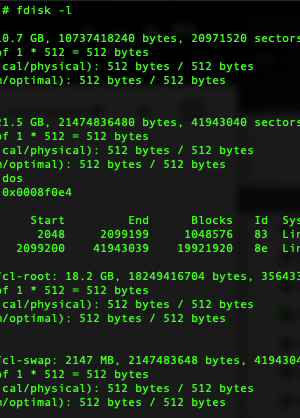 # fdisk -l
10.7 GB, 10737418240 bytes, 20971520 sectors
of 1 * 512 = 512 bytes
cal/physical): 512 bytes / 512 bytes
m/optimal): 512 bytes / 512 bytes
21.5 GB, 21474836480 bytes, 41943040 sectors
of 1 * 512 = 512 bytes
cal/physical): 512 bytes / 512 bytes
m/optimal): 512 bytes / 512 bytes
dos
0x0008f0e4
Start End Blocks Id Sys
2048 2099199 1048576 83 Lin
2099200 41943039 19921920 8e Lin
/cl-root: 18.2 GB, 18249416704 bytes, 356433
of 1 * 512 = 512 bytes
cal/physical): 512 bytes / 512 bytes
m/optimal): 512 bytes / 512 bytes
/cl-swap: 2147 MB, 2147483648 bytes, 4194304
of 1 * 512 = 512 bytes
cal/physical): 512 bytes / 512 bytes
m/optimal): 512 bytes / 512 bytes